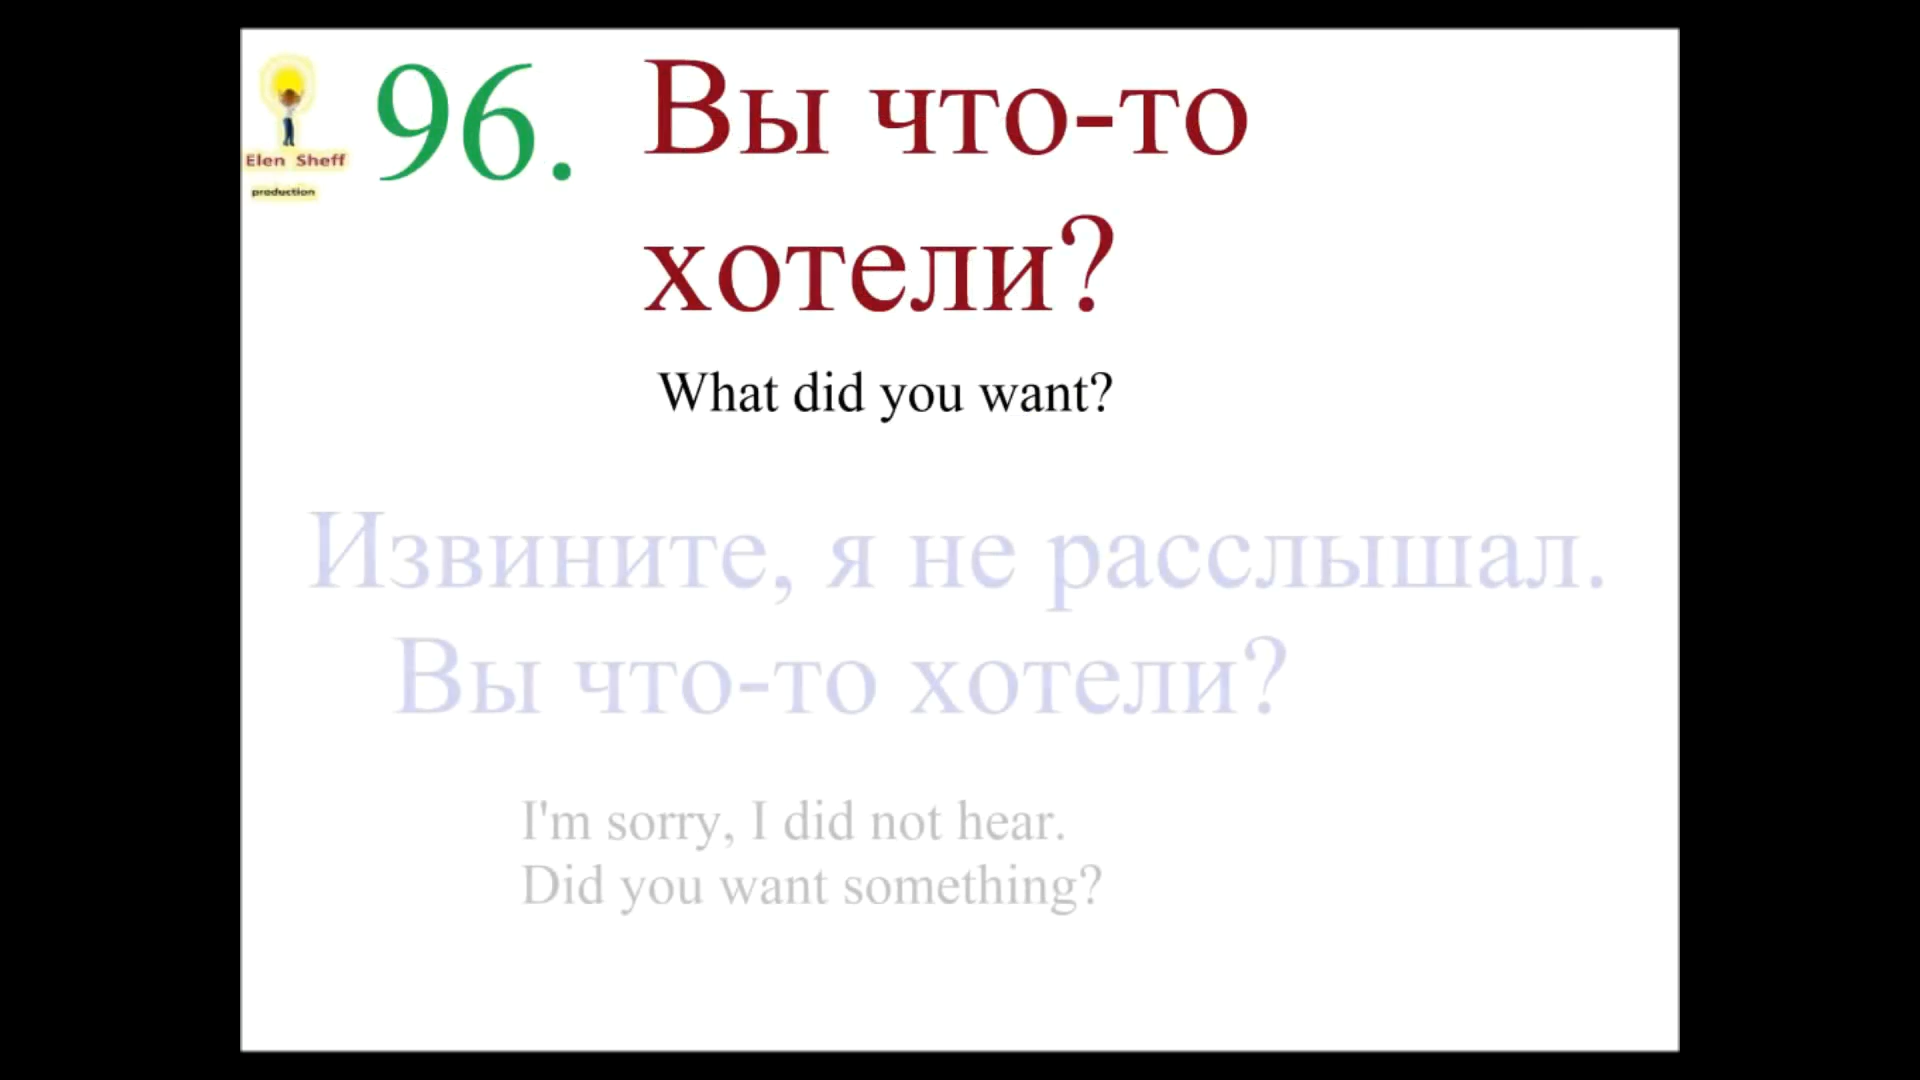 Elen Sheff
production
96.
Вы что-то
хотели?
What did you want?
Извините, я не расслышал.
Вы что-то хотели?
I'm sorry, I did not hear.
Did you want something?